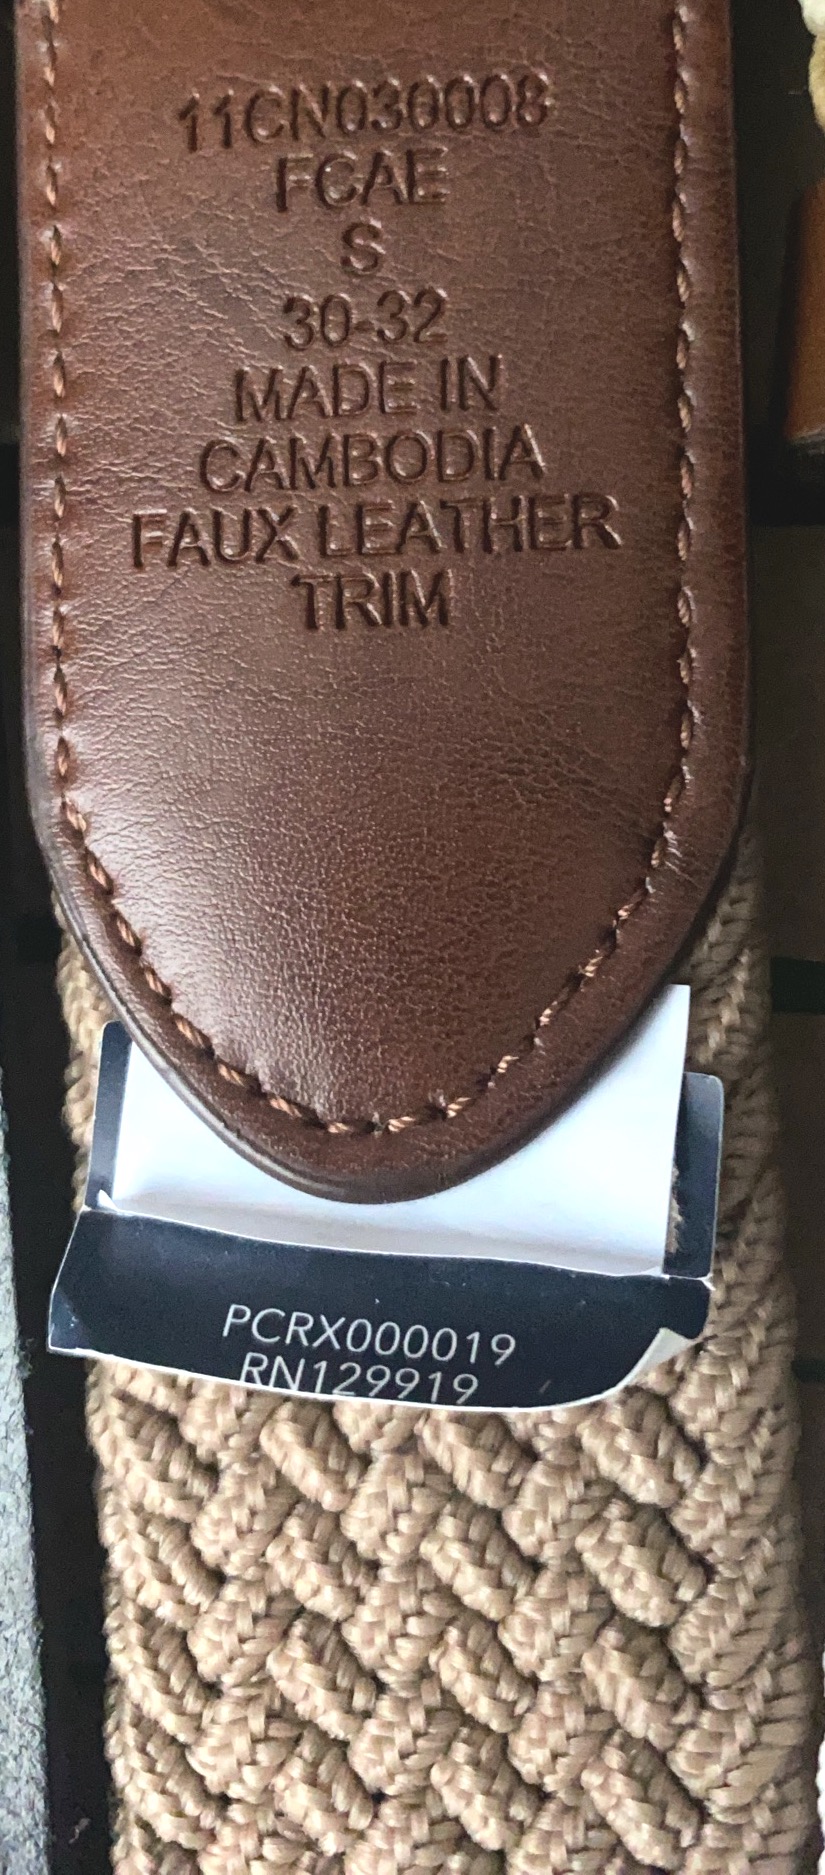 11CN030008
FCAE
S
30-32
MADE IN
CAMBODIA
FAUX LEATHER
TRIM
PCRX000019
RN129919